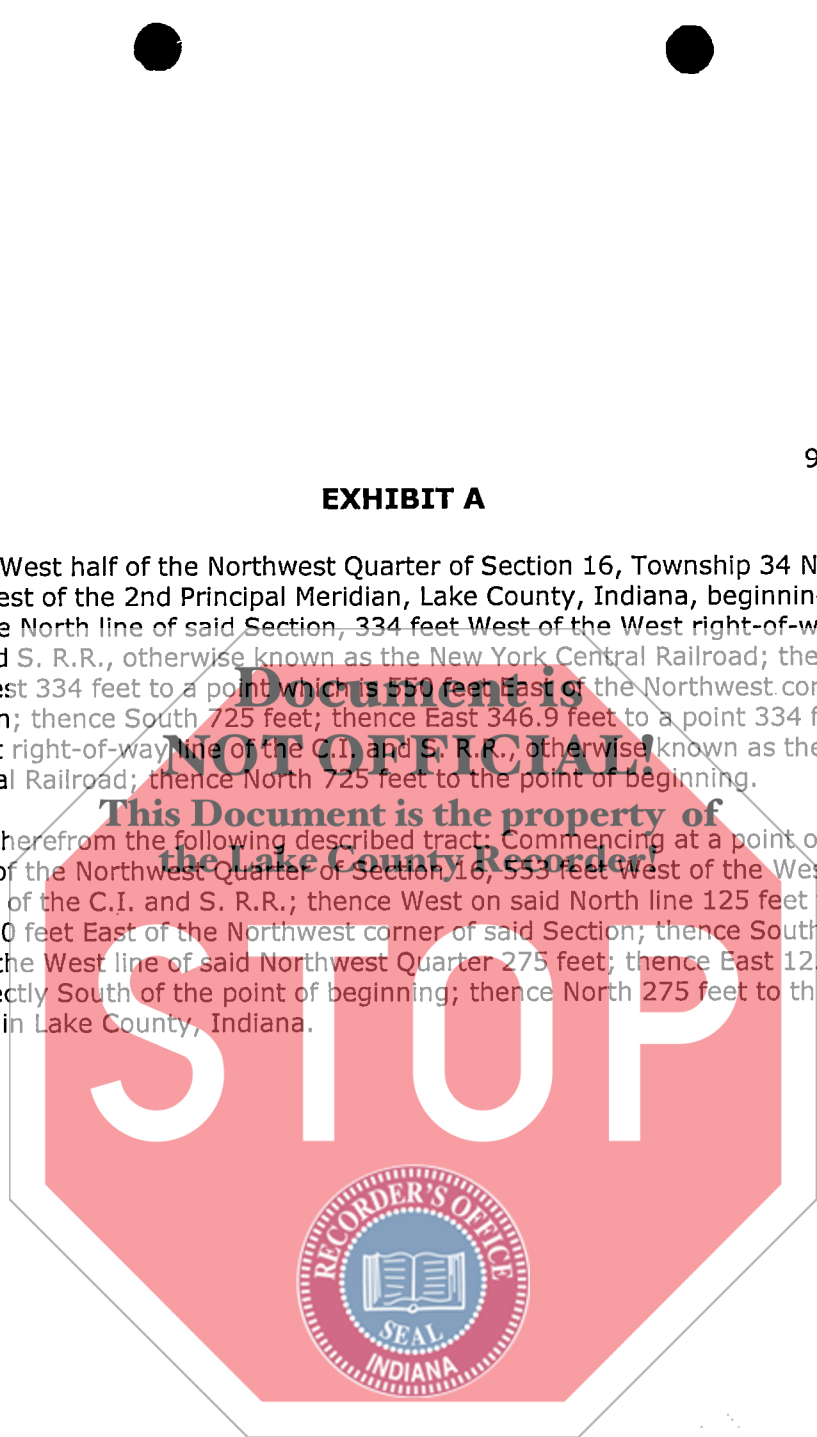 9
EXHIBIT A
West half of the Northwest Quarter of Section 16, Township 34 N
est of the 2nd Principal Meridian, Lake County, Indiana, beginnin
e North line of said Section, 334 feet West of the West right-of-w
d S. R.R., otherwise known as the New York Central Railroad; the
est 334 feet to a point which is 550 feet East of the Northwest cor
n; thence South 725 feet; thence East 346.9 feet to a point 334 f
t right-of-way line of the C.I. and S. R.R., otherwise known as the
al Railroad; thence North 725 feet to the point of beginning.
herefrom the following described tract: Commencing at a point o
of the Northwest Quarter of Section 16, 553 feet West of the Wes
of the C.I. and S. R.R.; thence West on said North line 125 feet
0 feet East of the Northwest corner of said Section; thence South
the West line of said Northwest Quarter 275 feet; thence East 12
ectly South of the point of beginning; thence North 275 feet to th
in Lake County, Indiana.
Document is
NOT OFFICIAL!
This Document is the property of
the Lake County Recorder!
STOP
RECORDER'S OFFICE
SEAL
INDIANA